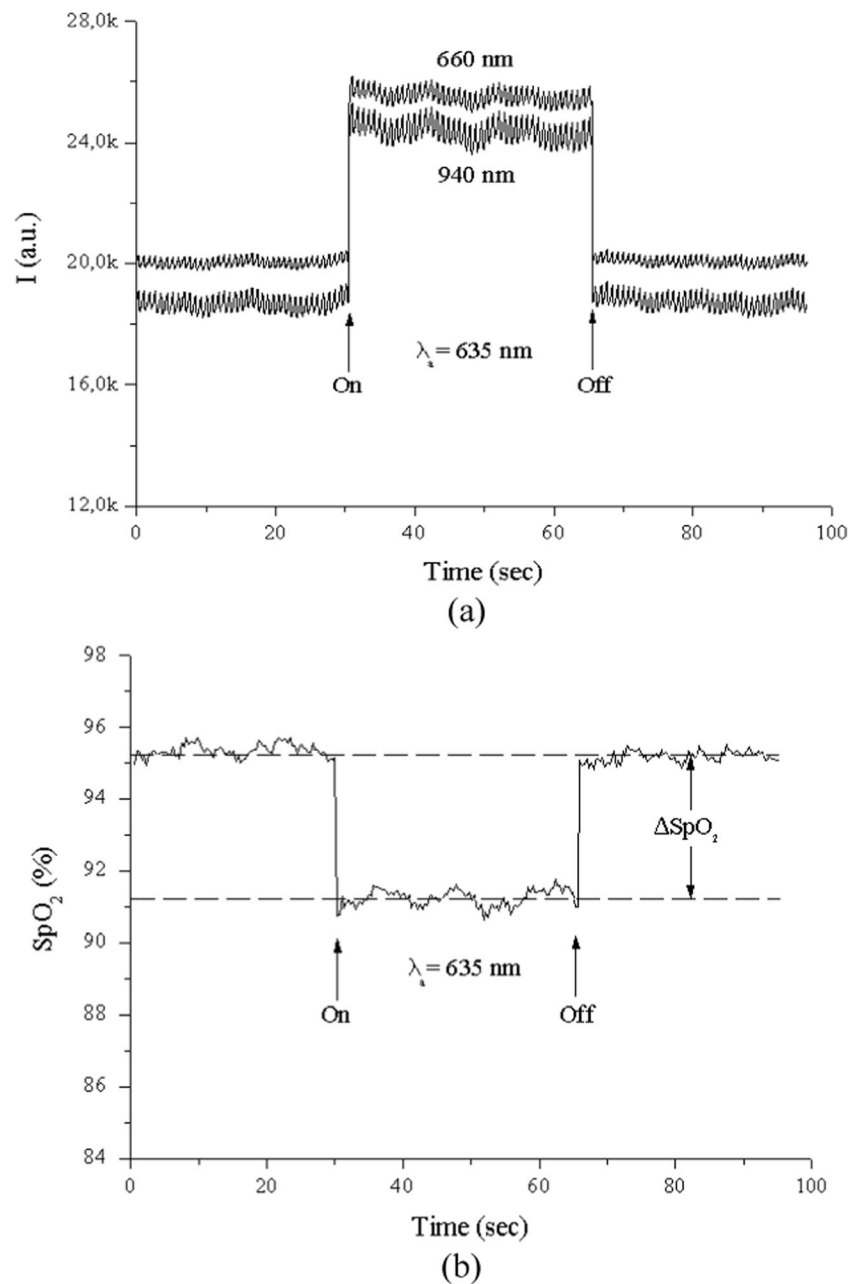 28,0k
660 nm
24,0k
940 nm
I (a.u.)
20,0k
λa = 635 nm
16,0k
On
Off
12,0k
0 20 40 60 80 100
Time (sec)
(a)
98
96
94
ΔSpO₂
92
SpO₂ (%)
90
λa = 635 nm
88
On
Off
86
84
0 20 40 60 80 100
Time (sec)
(b)